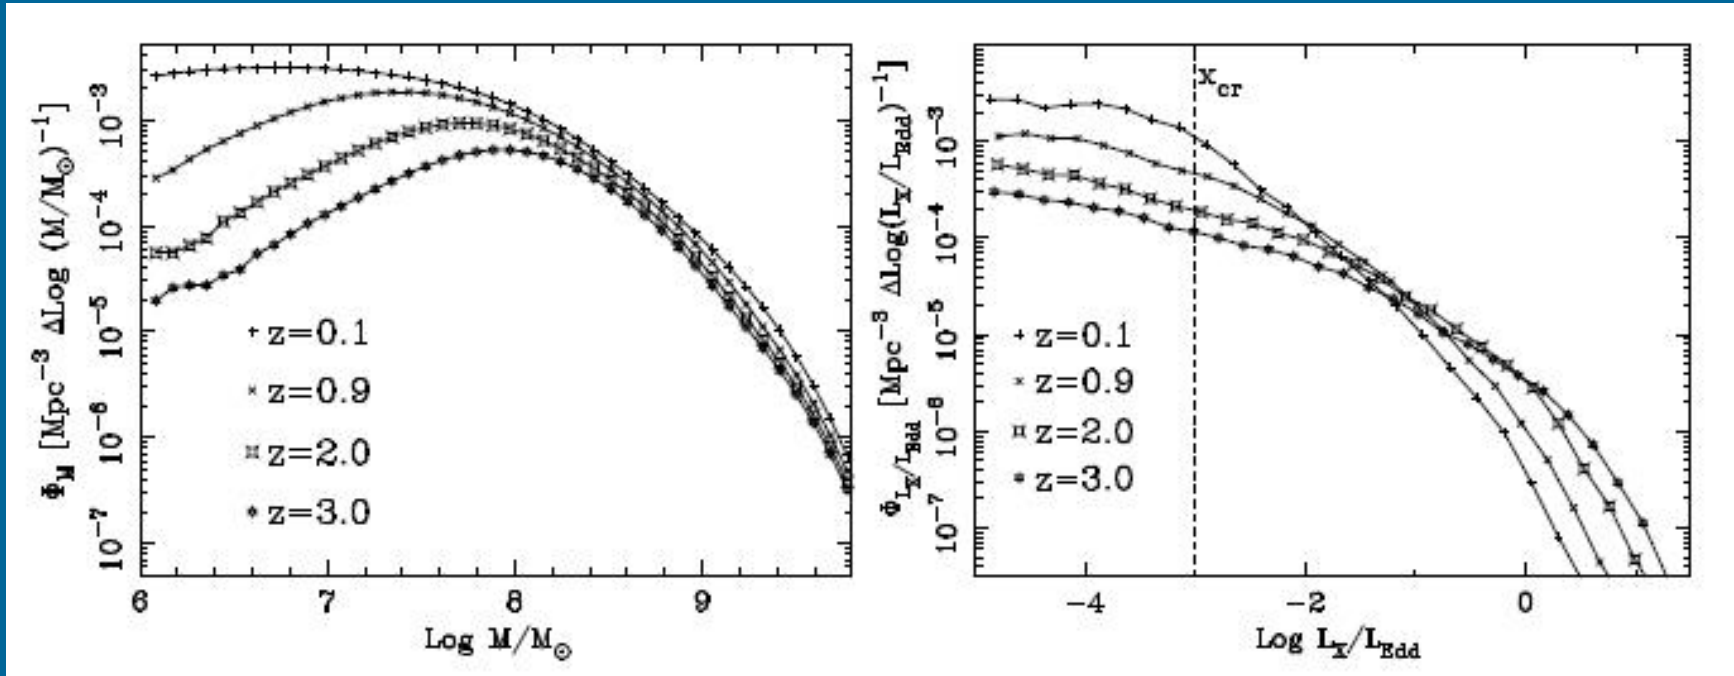 Φ_M [Mpc⁻³ ΔLog (M/M_⊙)⁻¹]
10⁻³
10⁻⁴
10⁻⁵
10⁻⁶
10⁻⁷
z=0.1
z=0.9
z=2.0
z=3.0
6 7 8 9
Log M/M_⊙
Φ_{L_X/L_Edd} [Mpc⁻³ ΔLog(L_X/L_Edd)⁻¹]
10⁻³
10⁻⁴
10⁻⁵
10⁻⁶
10⁻⁷
x_cr
z=0.1
z=0.9
z=2.0
z=3.0
−4 −2 0
Log L_X/L_Edd